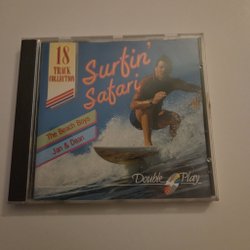 18
TRACK
COLLECTION
Surfin'
Safari
The Beach Boys
Jan & Dean
Double Play